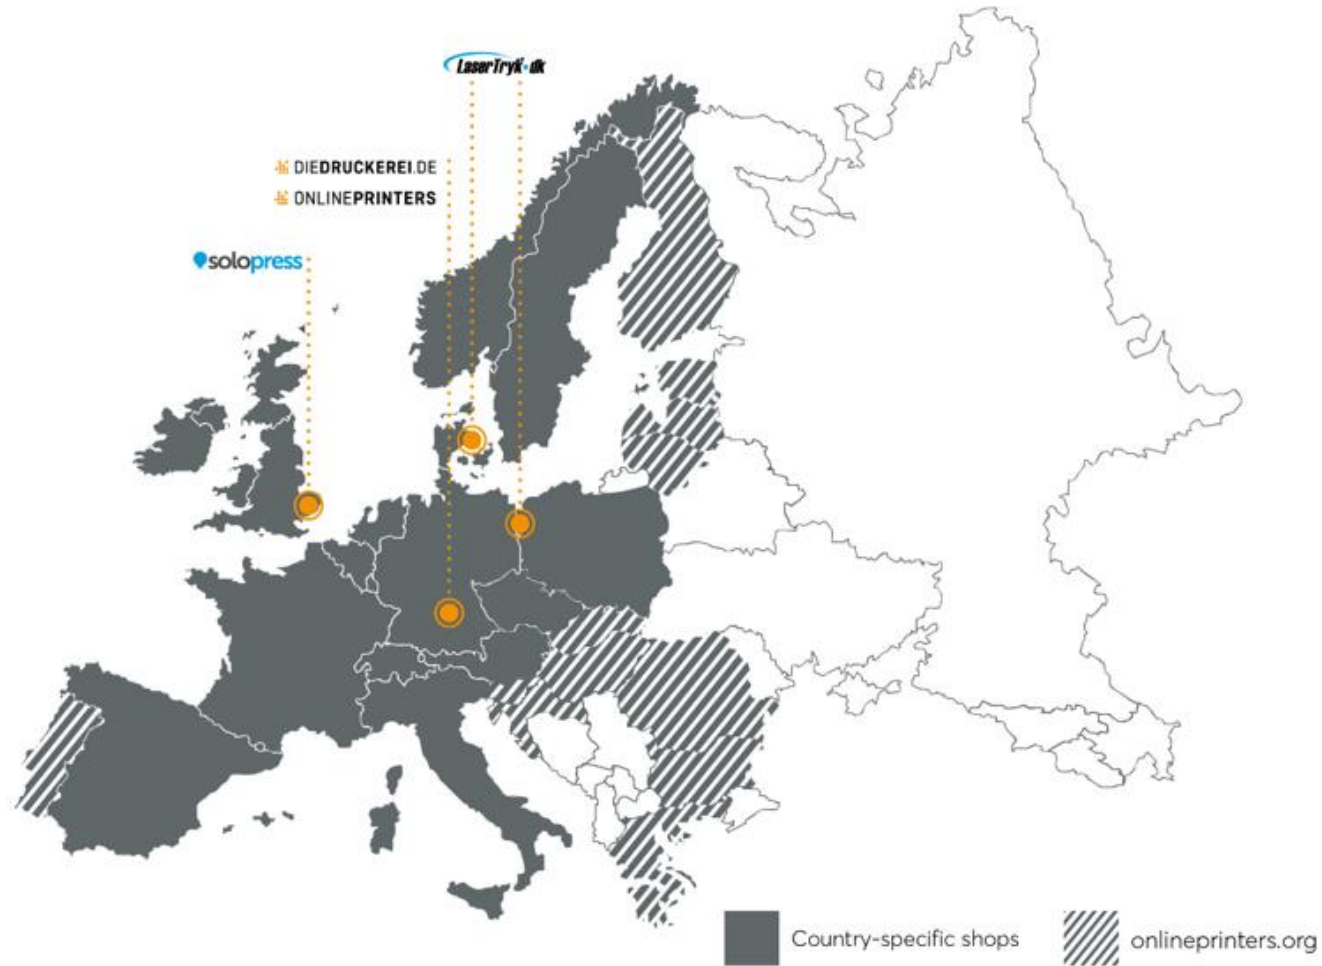 LaserTryk.dk
DIEDRUCKEREI.DE
ONLINEPRINTERS
solopress
Country-specific shops
onlineprinters.org